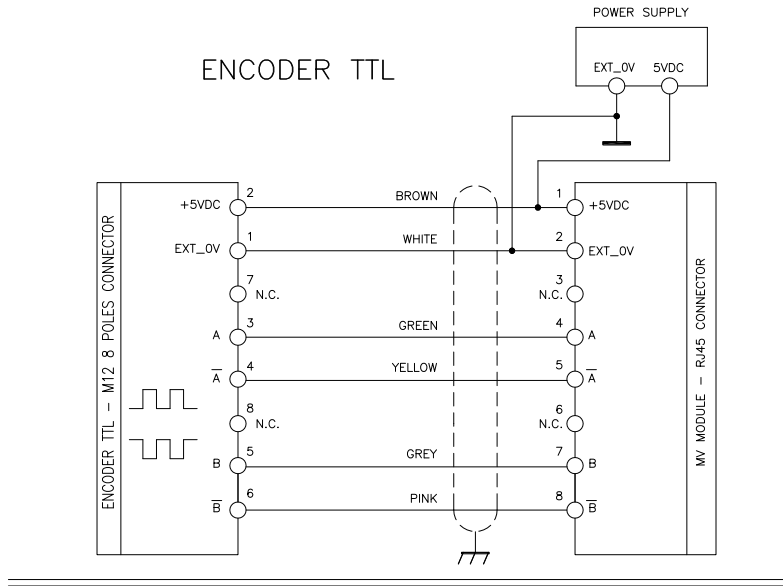 POWER SUPPLY
ENCODER TTL
EXT_0V 5VDC
2 BROWN 1
+5VDC +5VDC
1 WHITE 2
EXT_0V EXT_0V
7 3
N.C. N.C.
3 GREEN 4
A A
4 YELLOW 5
A̅ A̅
8 6
N.C. N.C.
5 GREY 7
B B
6 PINK 8
B̅ B̅
ENCODER TTL - M12 8 POLES CONNECTOR
MV MODULE - RJ45 CONNECTOR